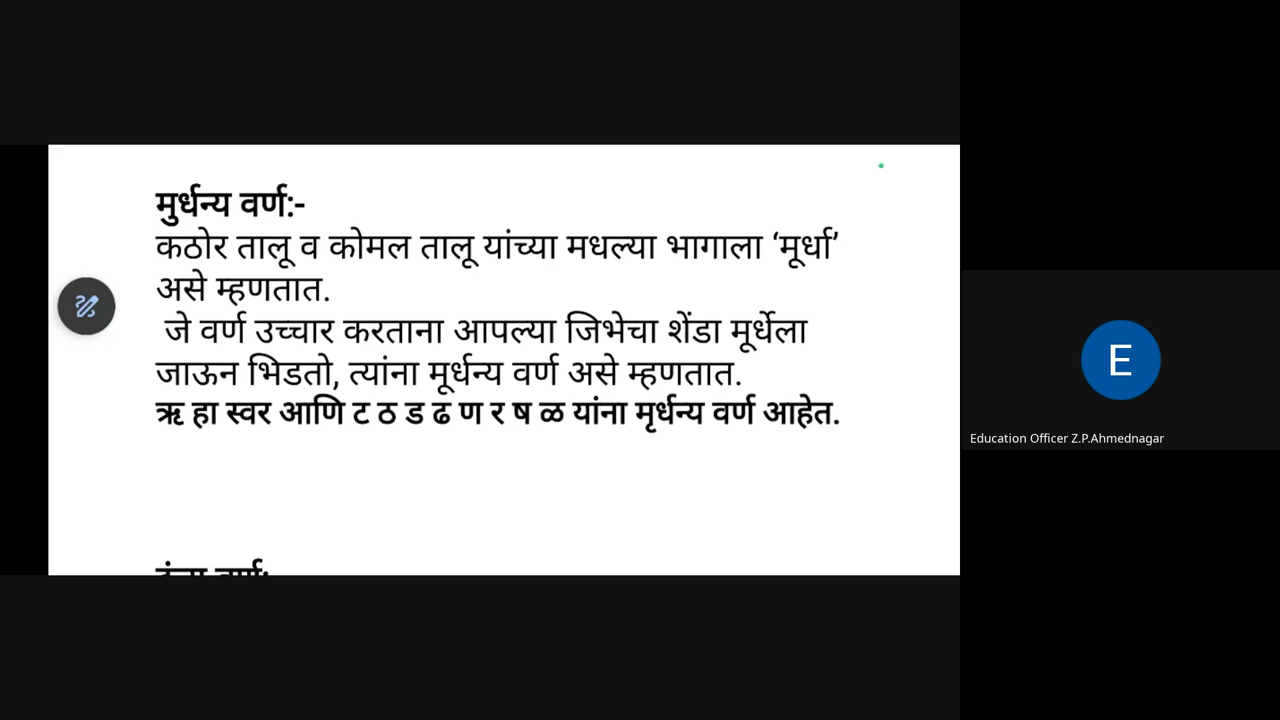 मुर्धन्य वर्ण:-
कठोर तालू व कोमल तालू यांच्या मधल्या भागाला ‘मूर्धा’
असे म्हणतात.
जे वर्ण उच्चार करताना आपल्या जिभेचा शेंडा मूर्धेला
जाऊन भिडतो, त्यांना मूर्धन्य वर्ण असे म्हणतात.
ऋ हा स्वर आणि ट ठ ड ढ ण र ष ळ यांना मृर्धन्य वर्ण आहेत.
वर्ण:
E
Education Officer Z.P.Ahmednagar